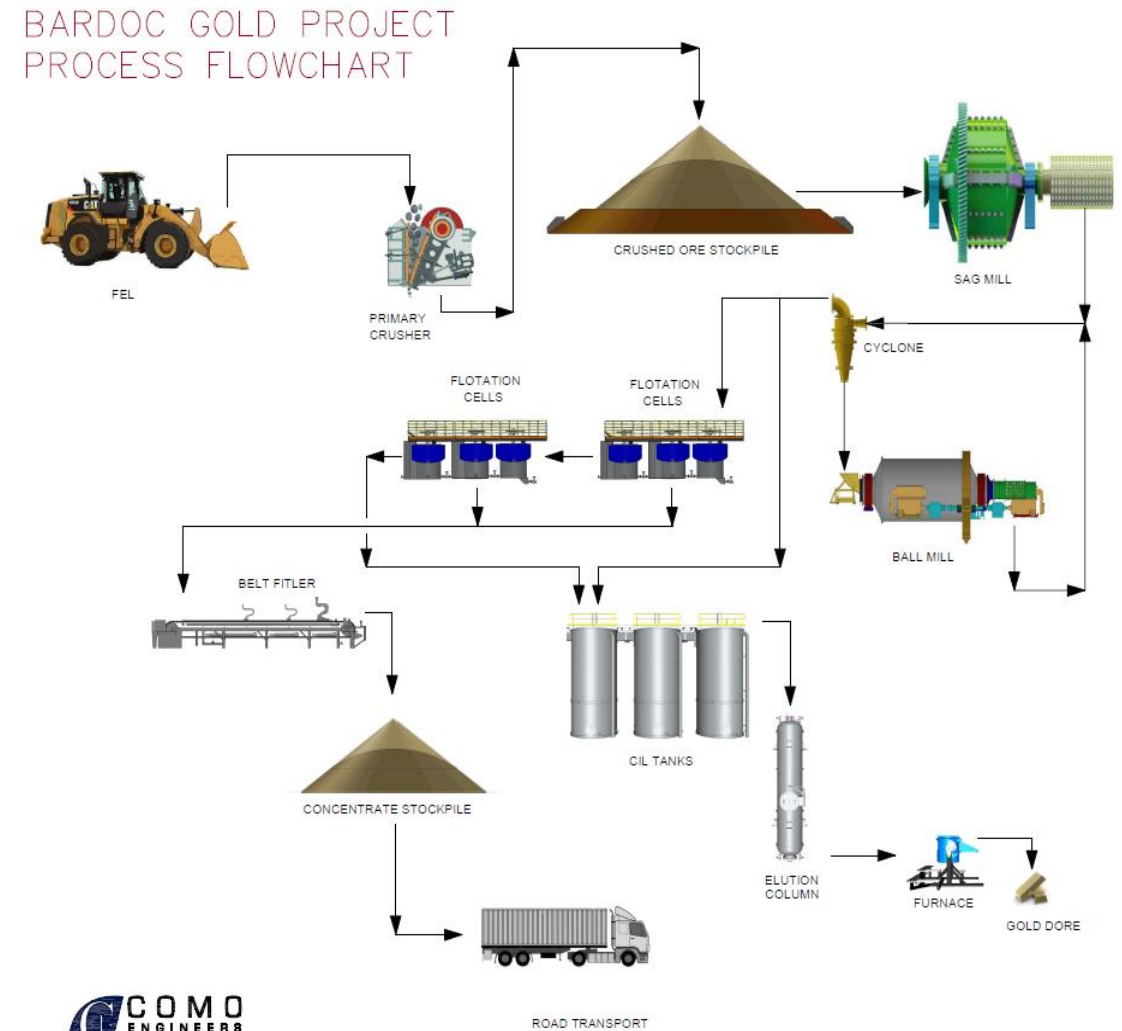 BARDOC GOLD PROJECT
PROCESS FLOWCHART
CAT
FEL
PRIMARY
CRUSHER
CRUSHED ORE STOCKPILE
SAG MILL
CYCLONE
FLOTATION
CELLS
FLOTATION
CELLS
BALL MILL
BELT FITLER
CIL TANKS
CONCENTRATE STOCKPILE
ELUTION
COLUMN
FURNACE
GOLD DORE
ROAD TRANSPORT
COMO
ENGINEERS